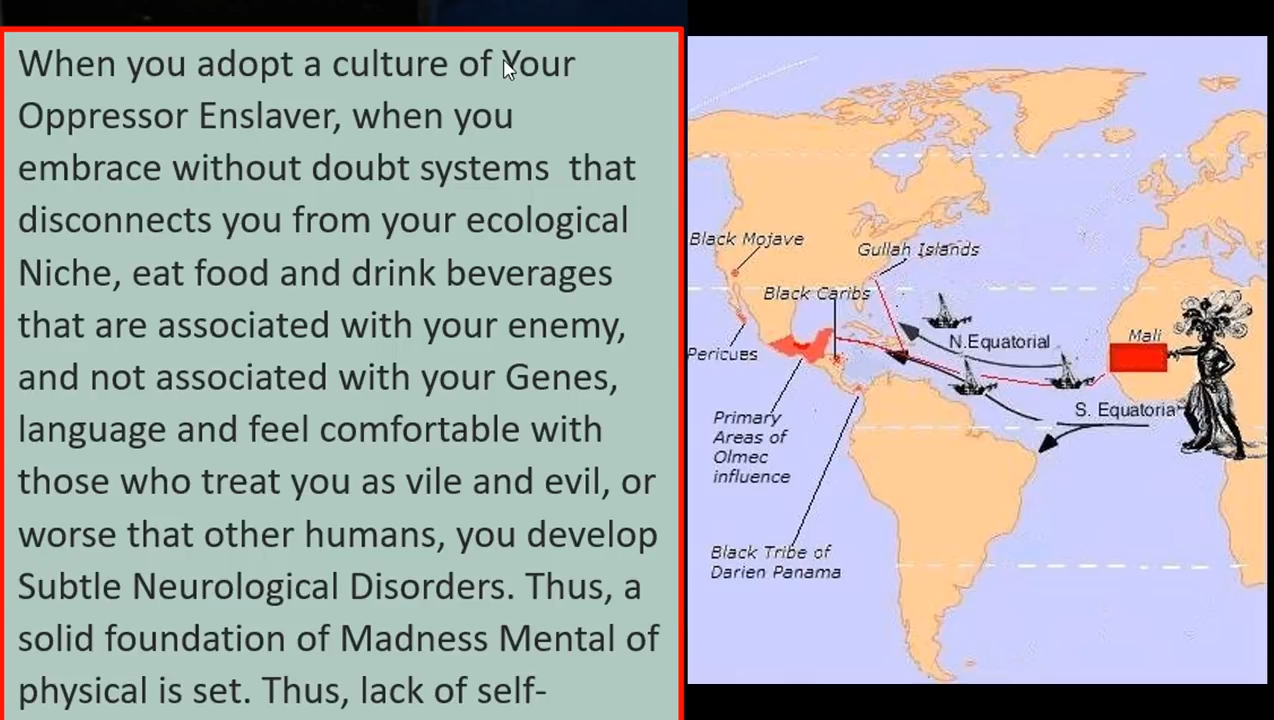 When you adopt a culture of Your
Oppressor Enslaver, when you
embrace without doubt systems  that
disconnects you from your ecological
Niche, eat food and drink beverages
that are associated with your enemy,
and not associated with your Genes,
language and feel comfortable with
those who treat you as vile and evil, or
worse that other humans, you develop
Subtle Neurological Disorders. Thus, a
solid foundation of Madness Mental of
physical is set. Thus, lack of self-
Black Mojave
Gullah Islands
Black Caribs
Mali
N.Equatorial
Pericues
S. Equatoria
Primary
Areas of
Olmec
influence
Black Tribe of
Darien Panama